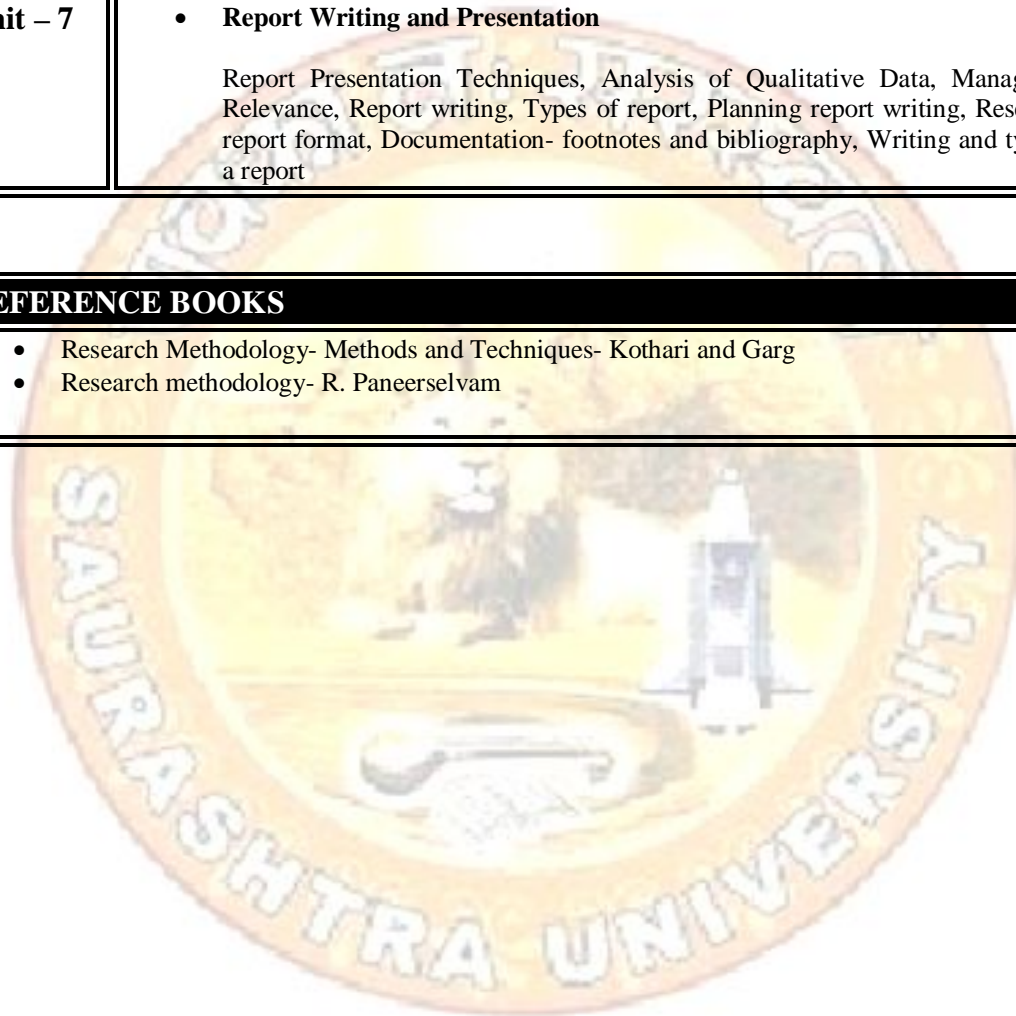 nit – 7
• Report Writing and Presentation
Report Presentation Techniques, Analysis of Qualitative Data, Manag
Relevance, Report writing, Types of report, Planning report writing, Rese
report format, Documentation- footnotes and bibliography, Writing and ty
a report
EFERENCE BOOKS
• Research Methodology- Methods and Techniques- Kothari and Garg
• Research methodology- R. Paneerselvam
SAURASHTRA UNIVERSITY